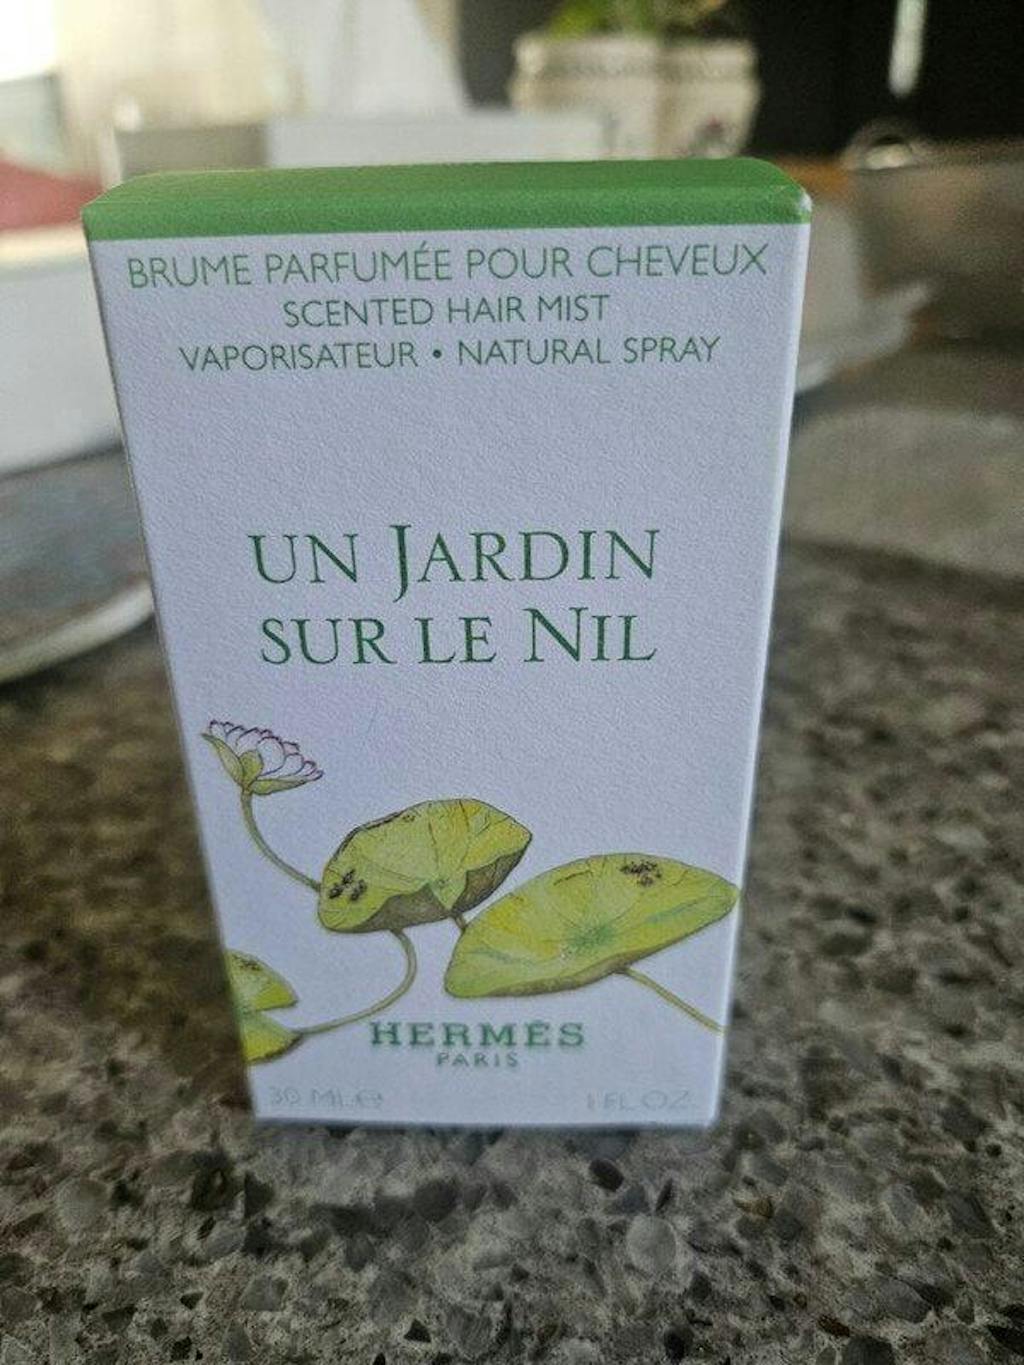 BRUME PARFUMÉE POUR CHEVEUX
SCENTED HAIR MIST
VAPORISATEUR • NATURAL SPRAY
UN JARDIN
SUR LE NIL
HERMÈS
PARIS
30 ML ℮ 1 FL OZ